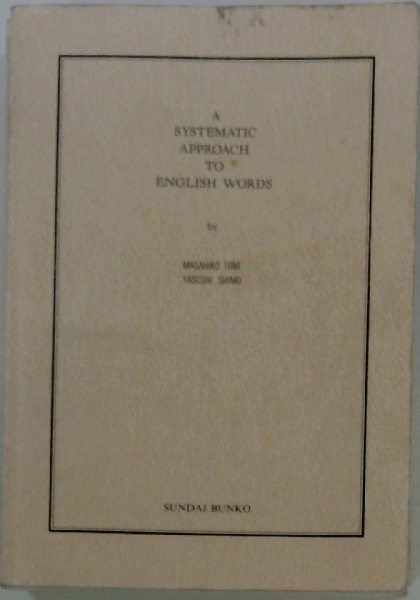 A
SYSTEMATIC
APPROACH
TO
ENGLISH WORDS
by
MASAHIKO TONE
YASUSHI SHIMO
SUNDAI BUNKO